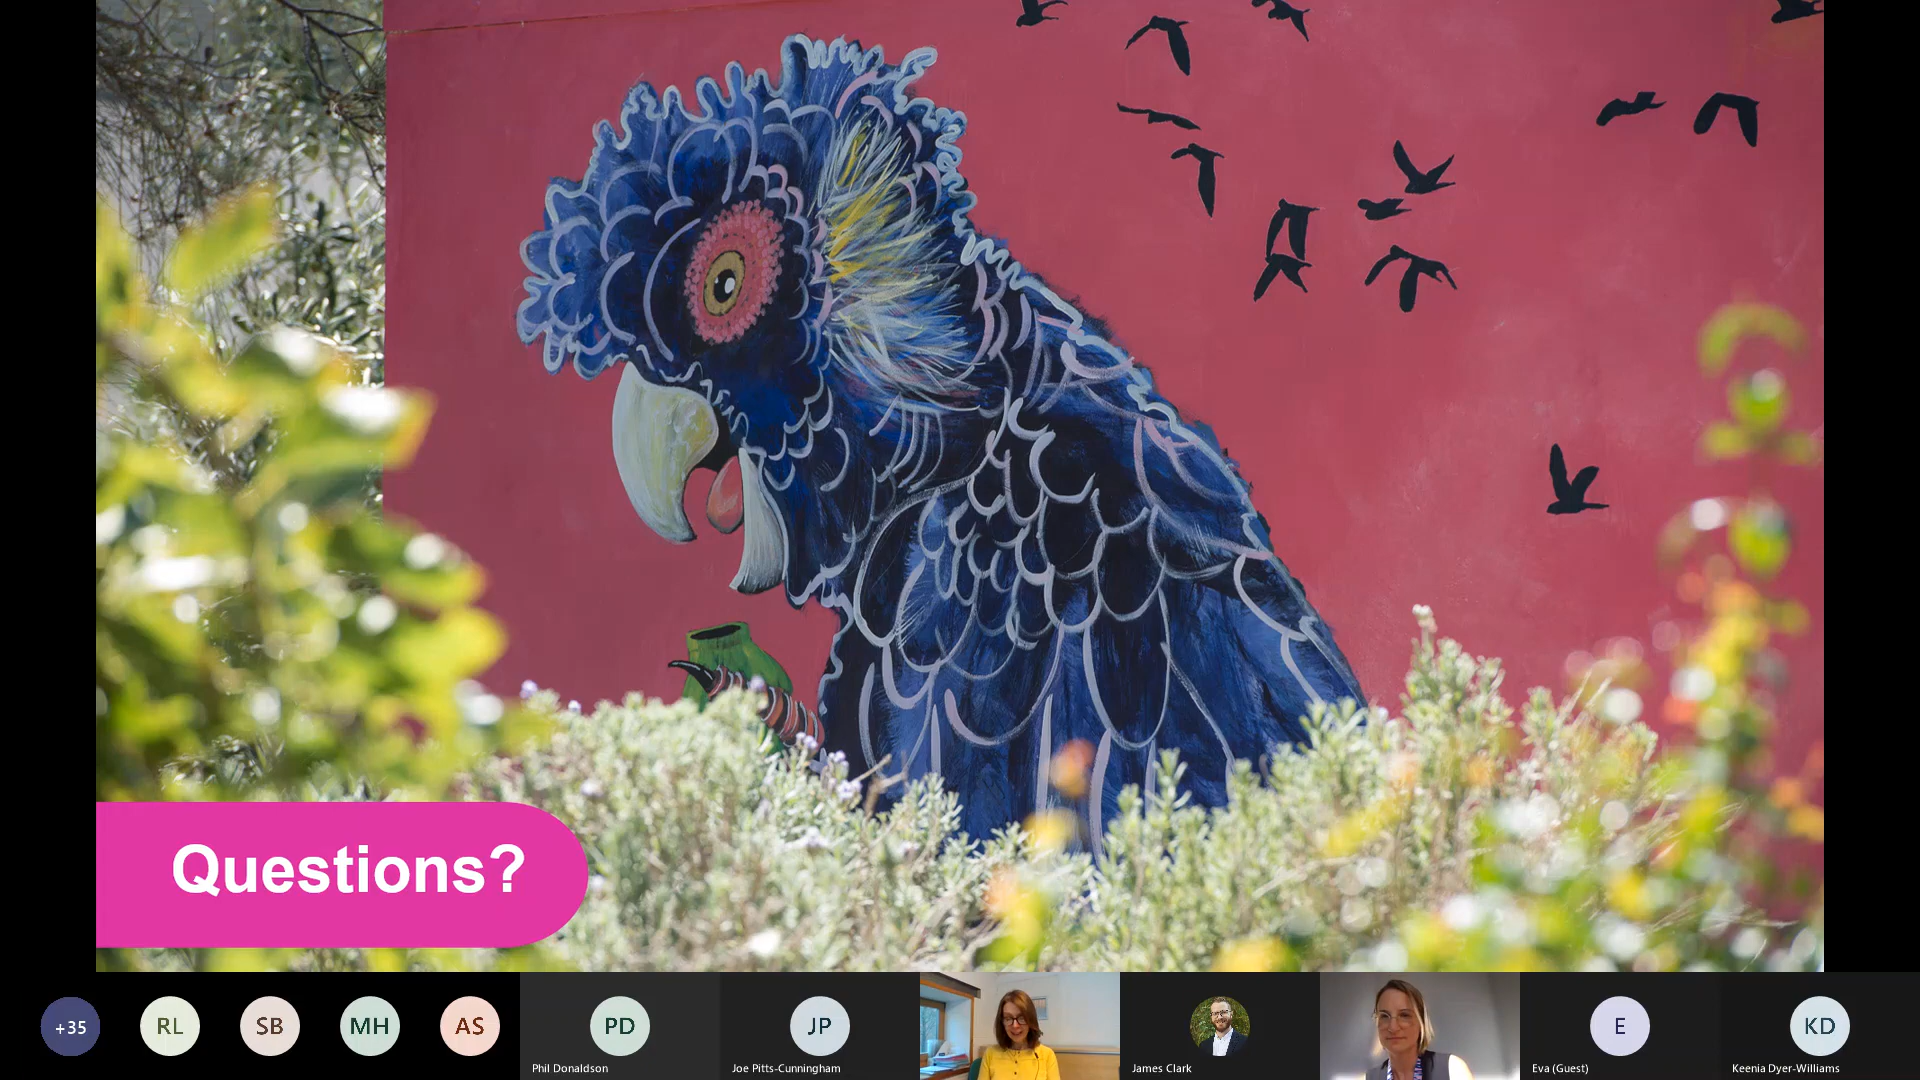 Questions?
+35
RL
SB
MH
AS
PD
JP
E
KD
Phil Donaldson
Joe Pitts-Cunningham
James Clark
Eva (Guest)
Keenia Dyer-Williams